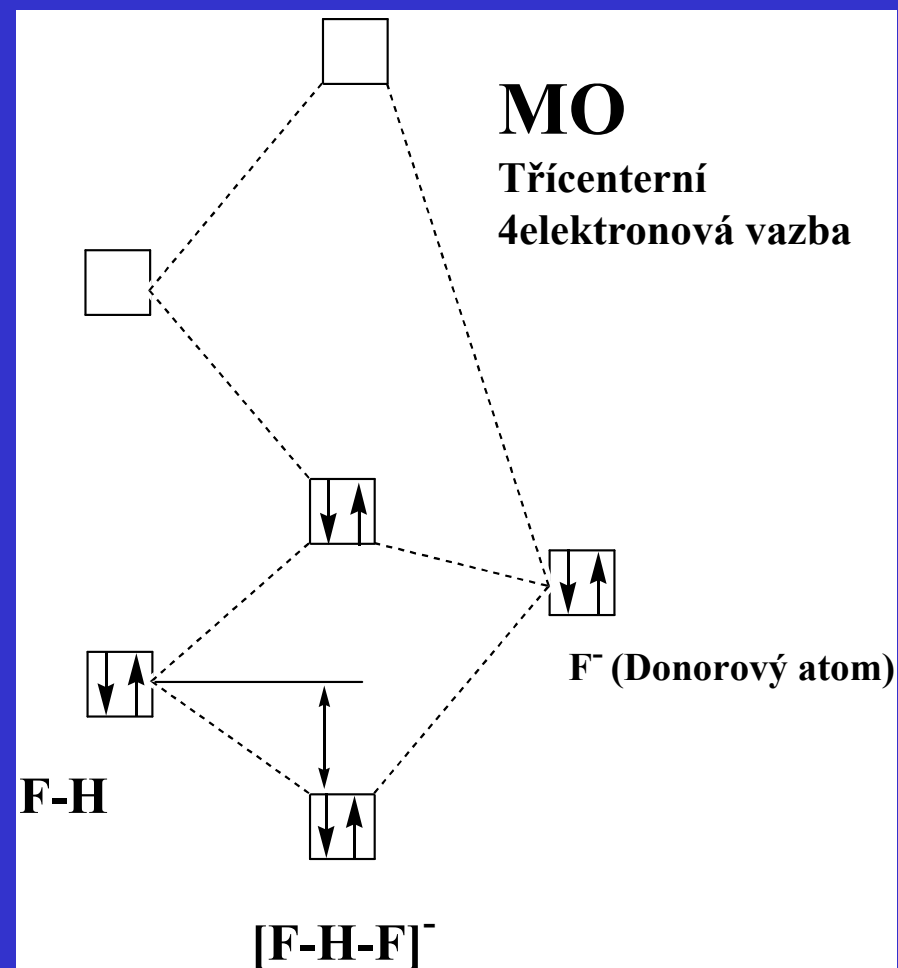 MO
Třícenterní
4elektronová vazba
F⁻ (Donorový atom)
F-H
[F-H-F]⁻